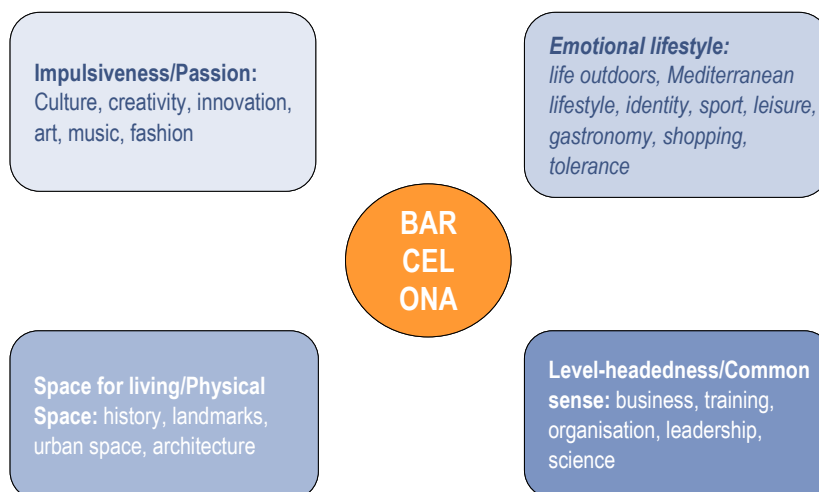 Impulsiveness/Passion:
Culture, creativity, innovation,
art, music, fashion
Emotional lifestyle:
life outdoors, Mediterranean
lifestyle, identity, sport, leisure,
gastronomy, shopping,
tolerance
BAR
CEL
ONA
Space for living/Physical
Space: history, landmarks,
urban space, architecture
Level-headedness/Common
sense: business, training,
organisation, leadership,
science